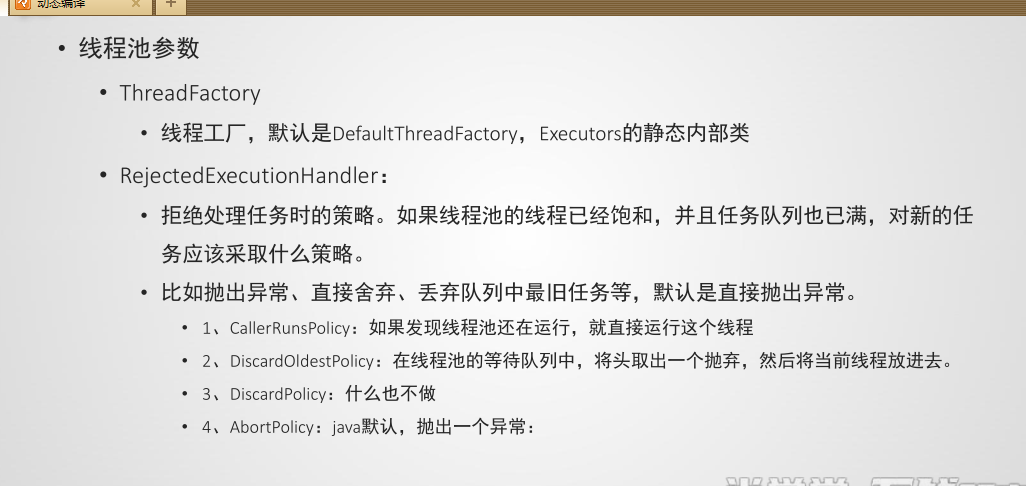 动态编译
• 线程池参数
• ThreadFactory
• 线程工厂，默认是DefaultThreadFactory，Executors的静态内部类
• RejectedExecutionHandler：
• 拒绝处理任务时的策略。如果线程池的线程已经饱和，并且任务队列也已满，对新的任
务应该采取什么策略。
• 比如抛出异常、直接舍弃、丢弃队列中最旧任务等，默认是直接抛出异常。
• 1、CallerRunsPolicy：如果发现线程池还在运行，就直接运行这个线程
• 2、DiscardOldestPolicy：在线程池的等待队列中，将头取出一个抛弃，然后将当前线程放进去。
• 3、DiscardPolicy：什么也不做
• 4、AbortPolicy：java默认，抛出一个异常：